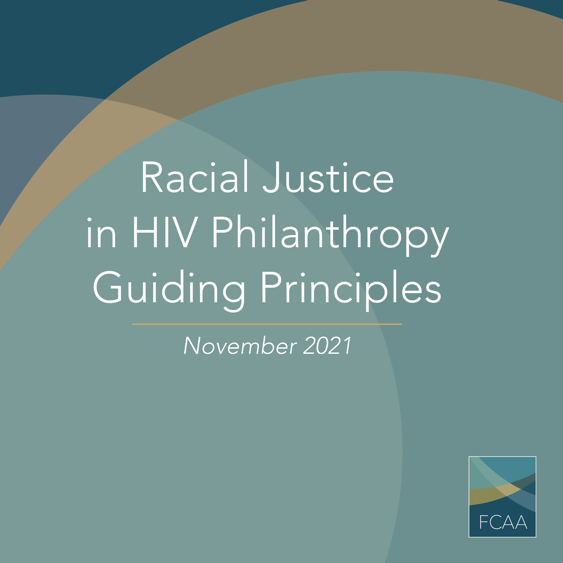 Racial Justice
in HIV Philanthropy
Guiding Principles
November 2021
FCAA